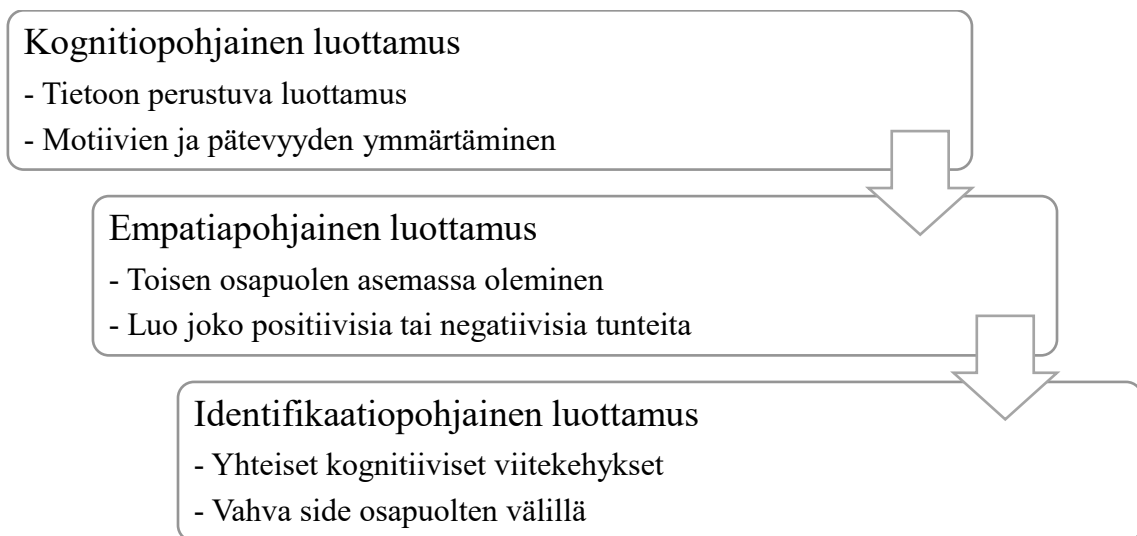 Kognitiopohjainen luottamus
- Tietoon perustuva luottamus
- Motiivien ja pätevyyden ymmärtäminen
Empatiapohjainen luottamus
- Toisen osapuolen asemassa oleminen
- Luo joko positiivisia tai negatiivisia tunteita
Identifikaatiopohjainen luottamus
- Yhteiset kognitiiviset viitekehykset
- Vahva side osapuolten välillä